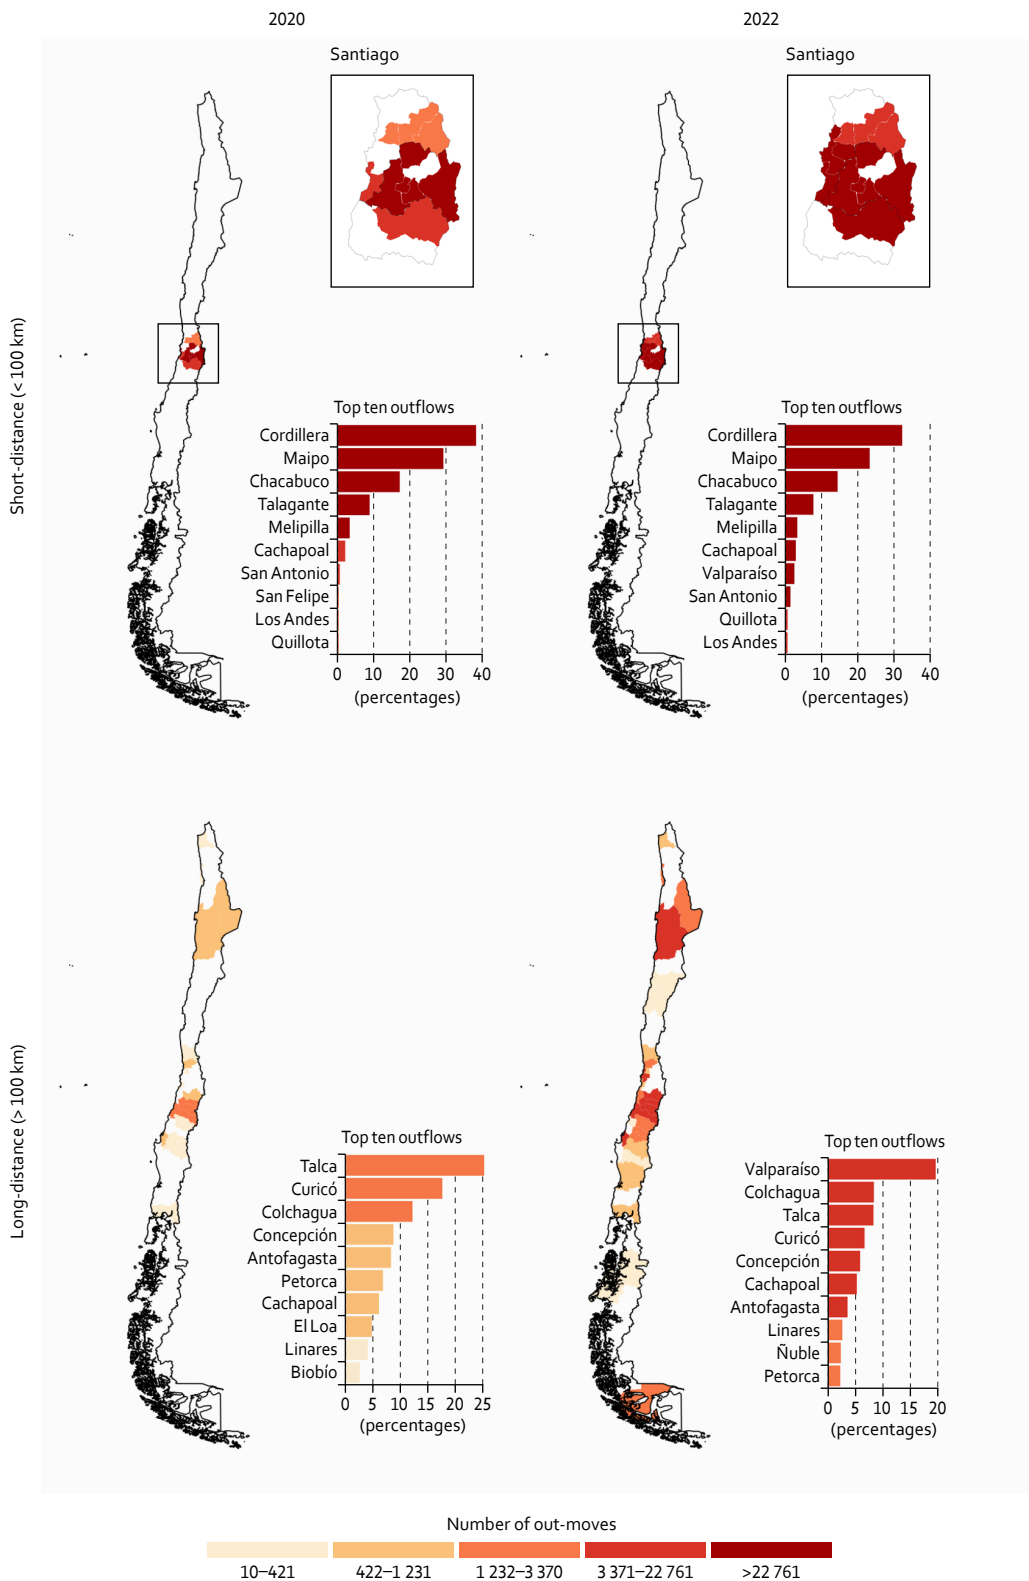 2020
2022
Short-distance (< 100 km)
Santiago
Santiago
Top ten outflows
Cordillera
Maipo
Chacabuco
Talagante
Melipilla
Cachapoal
San Antonio
San Felipe
Los Andes
Quillota
0 10 20 30 40
(percentages)
Top ten outflows
Cordillera
Maipo
Chacabuco
Talagante
Melipilla
Cachapoal
Valparaíso
San Antonio
Quillota
Los Andes
0 10 20 30 40
(percentages)
Long-distance (> 100 km)
Top ten outflows
Talca
Curicó
Colchagua
Concepción
Antofagasta
Petorca
Cachapoal
El Loa
Linares
Biobío
0 5 10 15 20 25
(percentages)
Top ten outflows
Valparaíso
Colchagua
Talca
Curicó
Concepción
Cachapoal
Antofagasta
Linares
Ñuble
Petorca
0 5 10 15 20
(percentages)
Number of out-moves
10–421 422–1 231 1 232–3 370 3 371–22 761 >22 761